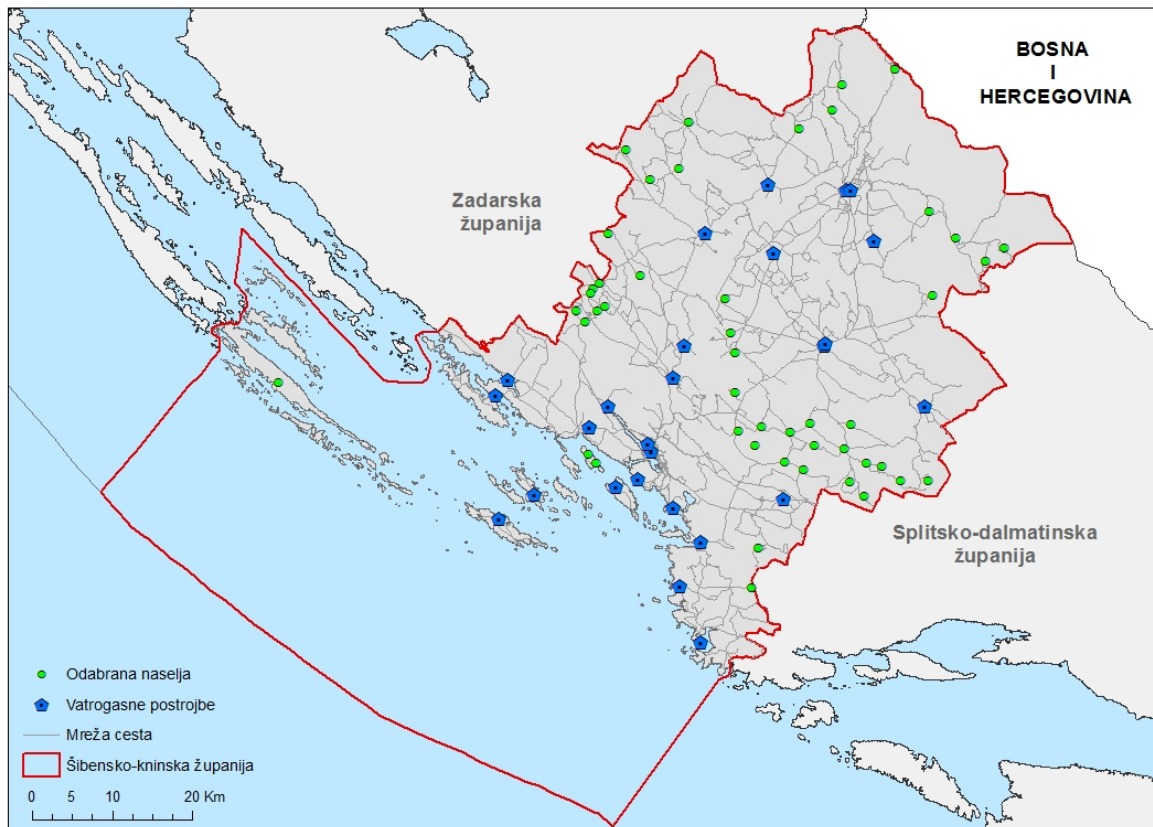 BOSNA
I
HERCEGOVINA
Zadarska
županija
Splitsko-dalmatinska
županija
Odabrana naselja
Vatrogasne postrojbe
Mreža cesta
Šibensko-kninska županija
0 5 10 20 Km